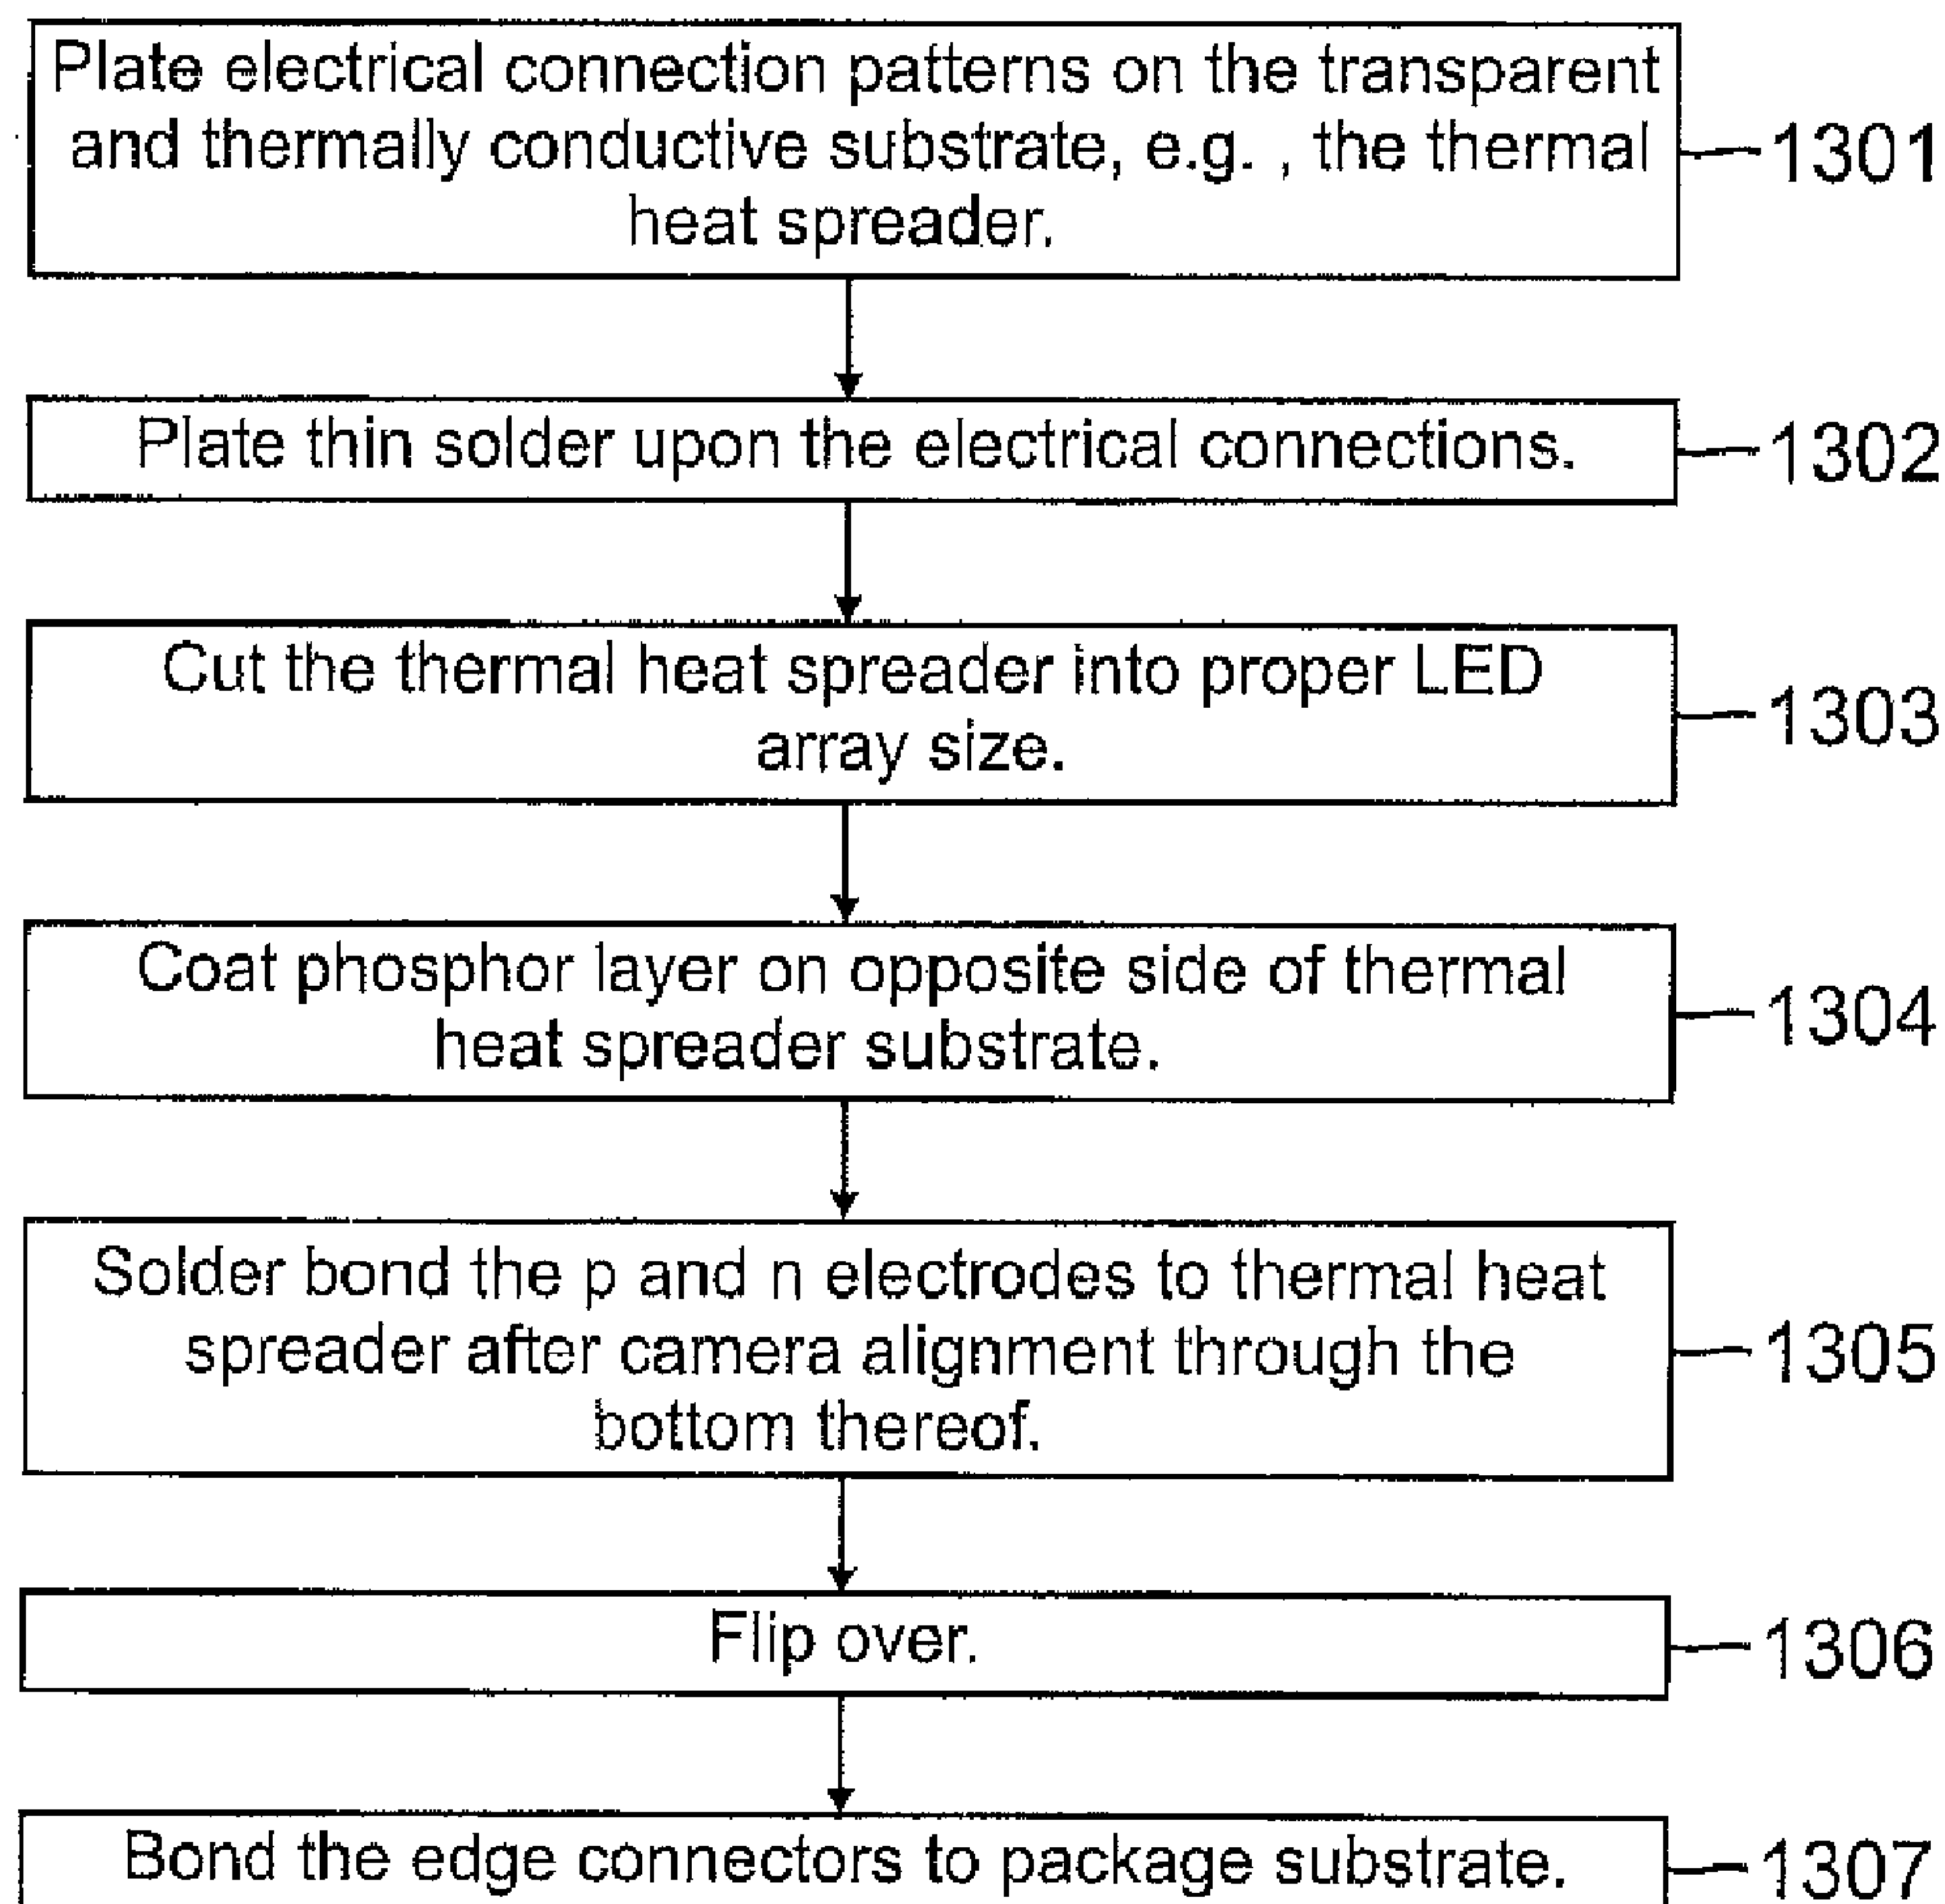 Plate electrical connection patterns on the transparent
and thermally conductive substrate, e.g. , the thermal
heat spreader.
1301
Plate thin solder upon the electrical connections.
1302
Cut the thermal heat spreader into proper LED
array size.
1303
Coat phosphor layer on opposite side of thermal
heat spreader substrate.
1304
Solder bond the p and n electrodes to thermal heat
spreader after camera alignment through the
bottom thereof.
1305
Flip over.
1306
Bond the edge connectors to package substrate.
1307